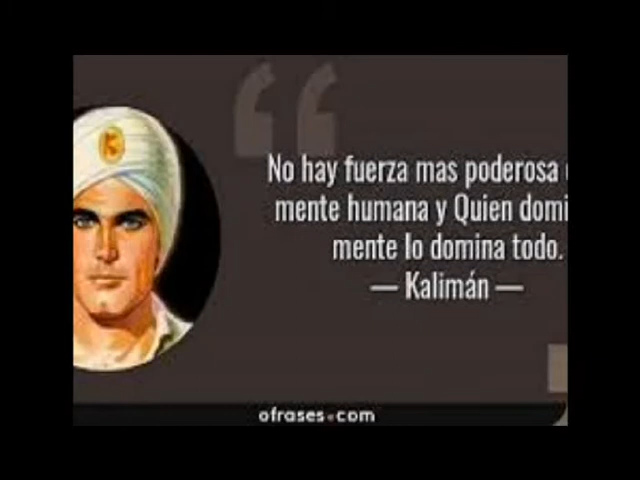 No hay fuerza mas poderosa
mente humana y Quien domi
mente lo domina todo.
— Kalimán —
ofrases.com